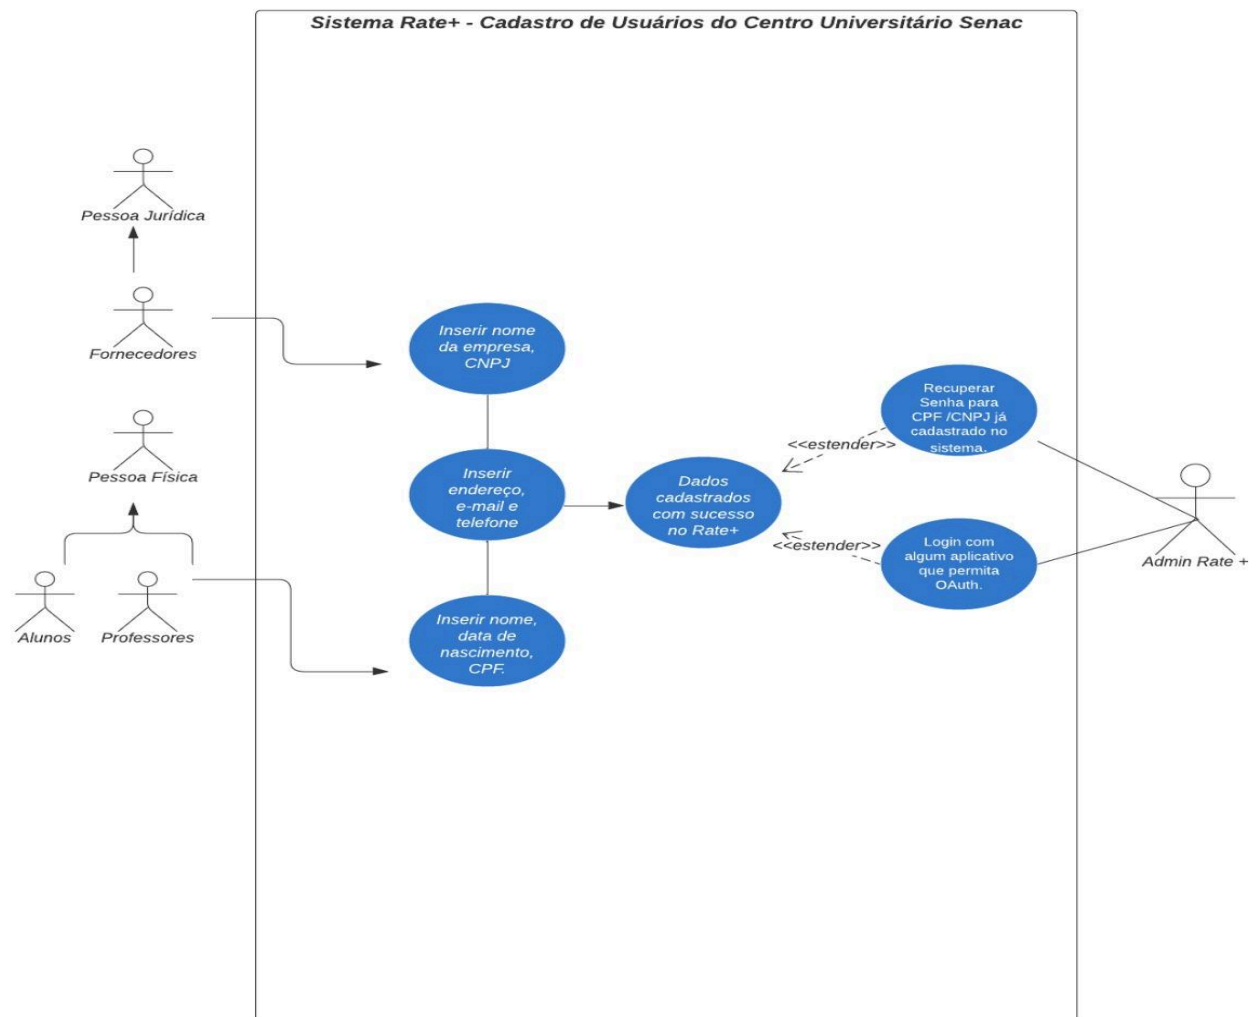 Sistema Rate+ - Cadastro de Usuários do Centro Universitário Senac
Pessoa Jurídica
Fornecedores
Pessoa Física
Alunos
Professores
Inserir nome
da empresa,
CNPJ
Inserir
endereço,
e-mail e
telefone
Inserir nome,
data de
nascimento,
CPF.
Dados
cadastrados
com sucesso
no Rate+
<<estender>>
<<estender>>
Recuperar
Senha para
CPF /CNPJ já
cadastrado no
sistema.
Login com
algum aplicativo
que permita
OAuth.
Admin Rate +